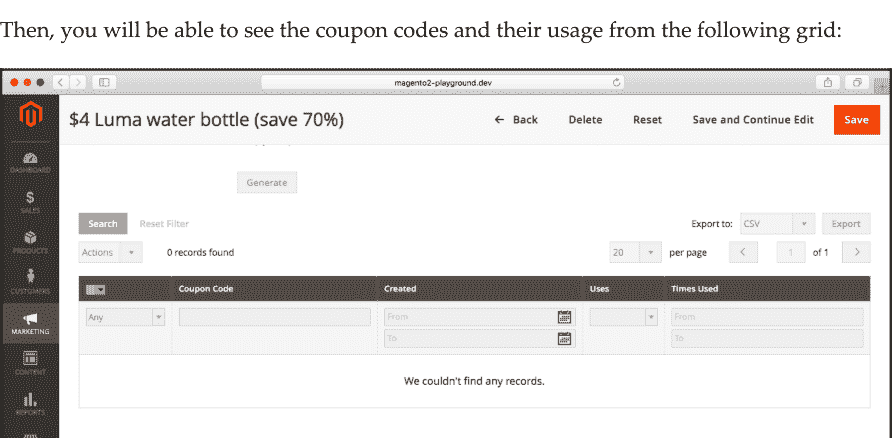 Then, you will be able to see the coupon codes and their usage from the following grid:
magento2-playground.dev
$4 Luma water bottle (save 70%)
← Back Delete Reset Save and Continue Edit Save
DASHBOARD
SALES
PRODUCTS
CUSTOMERS
MARKETING
CONTENT
REPORTS
Generate
Search Reset Filter Export to: CSV Export
Actions 0 records found 20 per page < 1 of 1 >
Coupon Code Created Uses Times Used
Any From From
To To
We couldn't find any records.